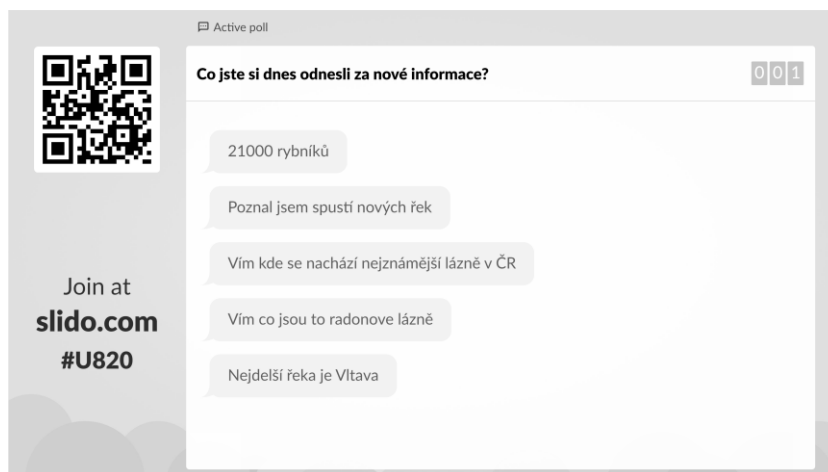 Active poll
Co jste si dnes odnesli za nové informace?
001
21000 rybníků
Poznal jsem spustí nových řek
Vím kde se nachází nejznámější lázně v ČR
Vím co jsou to radonove lázně
Nejdelší řeka je Vltava
Join at
slido.com
#U820